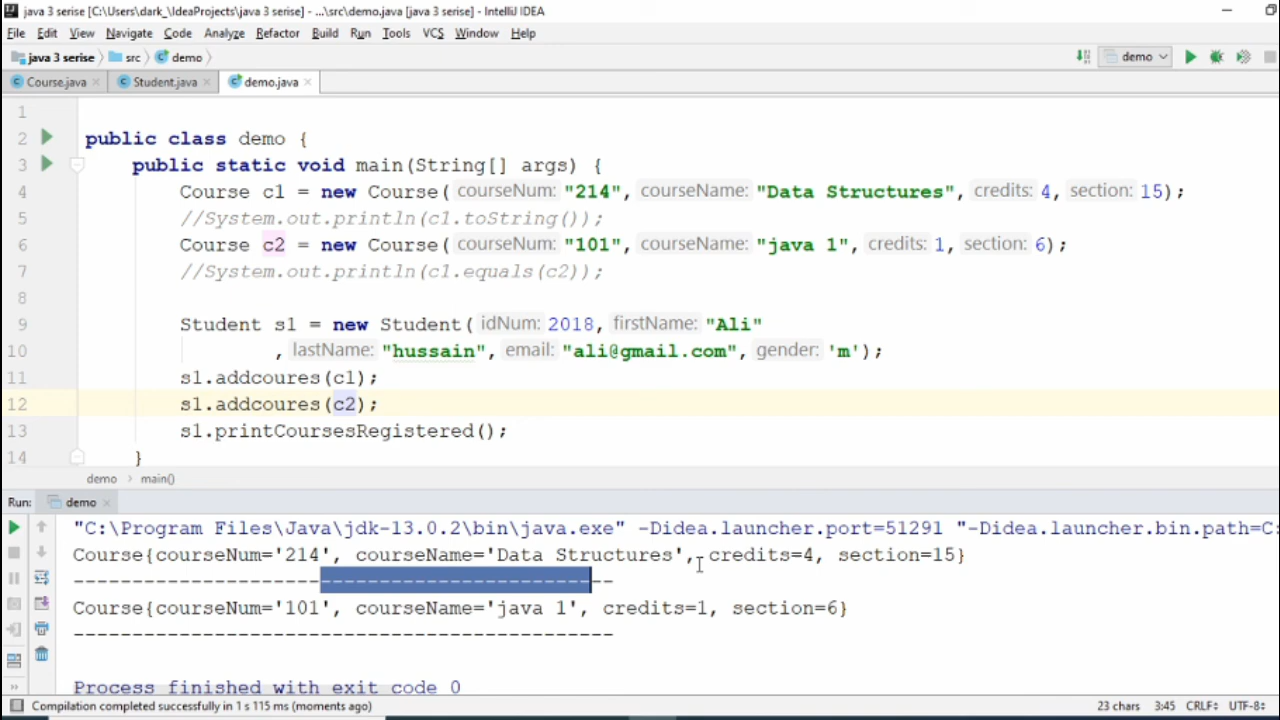 java 3 serise [C:\Users\dark_\IdeaProjects\java 3 serise] - ...\src\demo.java [java 3 serise] - IntelliJ IDEA
File Edit View Navigate Code Analyze Refactor Build Run Tools VCS Window Help
java 3 serise src demo demo
Course.java Student.java demo.java
1
2 public class demo {
3 public static void main(String[] args) {
4 Course c1 = new Course( courseNum: "214", courseName: "Data Structures", credits: 4, section: 15);
5 //System.out.println(c1.toString());
6 Course c2 = new Course( courseNum: "101", courseName: "java 1", credits: 1, section: 6);
7 //System.out.println(c1.equals(c2));
8
9 Student s1 = new Student( idNum: 2018, firstName: "Ali"
10 , lastName: "hussain", email: "ali@gmail.com", gender: 'm');
11 s1.addcoures(c1);
12 s1.addcoures(c2);
13 s1.printCoursesRegistered();
14 }
demo main()
Run: demo
"C:\Program Files\Java\jdk-13.0.2\bin\java.exe" -Didea.launcher.port=51291 "-Didea.launcher.bin.path=C:
Course{courseNum='214', courseName='Data Structures', credits=4, section=15}
----------------------------------------------
Course{courseNum='101', courseName='java 1', credits=1, section=6}
----------------------------------------------
Process finished with exit code 0
Compilation completed successfully in 1 s 115 ms (moments ago) 23 chars 3:45 CRLF UTF-8